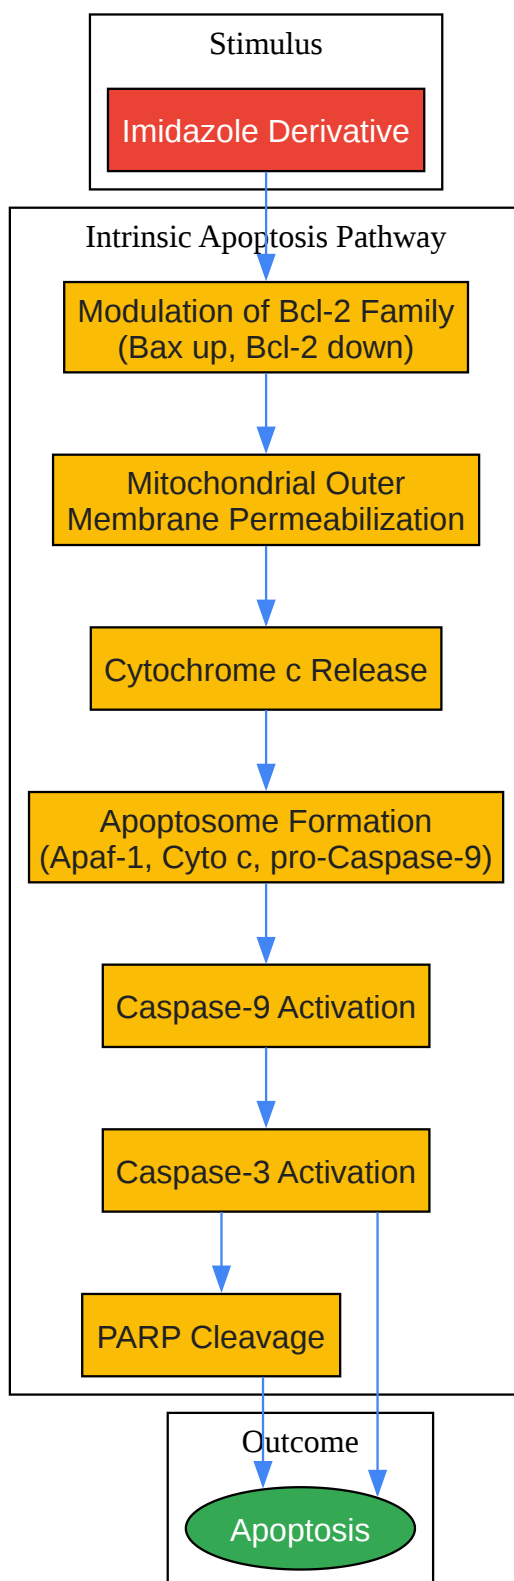 Stimulus
Imidazole Derivative
Intrinsic Apoptosis Pathway
Modulation of Bcl-2 Family
(Bax up, Bcl-2 down)
Mitochondrial Outer
Membrane Permeabilization
Cytochrome c Release
Apoptosome Formation
(Apaf-1, Cyto c, pro-Caspase-9)
Caspase-9 Activation
Caspase-3 Activation
PARP Cleavage
Outcome
Apoptosis